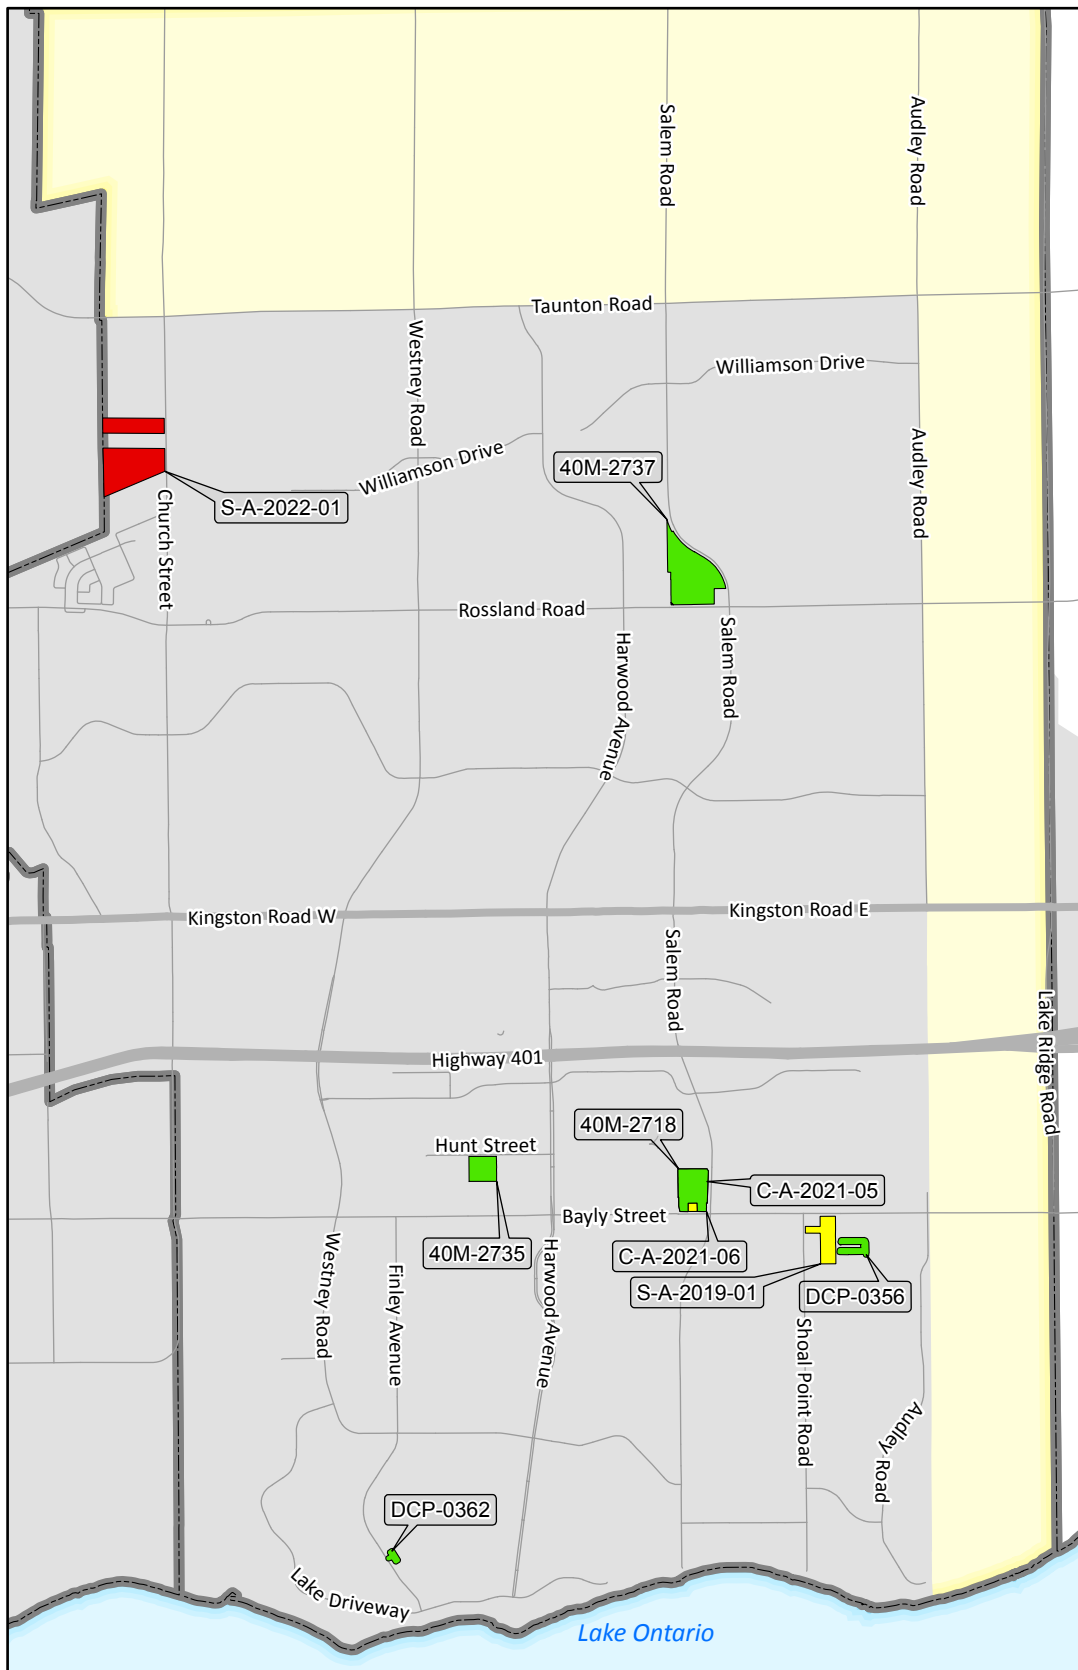 Salem Road
Audley Road
Taunton Road
Westney Road
Williamson Drive
Audley Road
40M-2737
Williamson Drive
S-A-2022-01
Church Street
Rossland Road
Harwood Avenue
Salem Road
Kingston Road W
Kingston Road E
Salem Road
Lake Ridge Road
Highway 401
40M-2718
Hunt Street
C-A-2021-05
Bayly Street
40M-2735
C-A-2021-06
S-A-2019-01
DCP-0356
Westney Road
Finley Avenue
Harwood Avenue
Shoal Point Road
Audley Road
DCP-0362
Lake Driveway
Lake Ontario